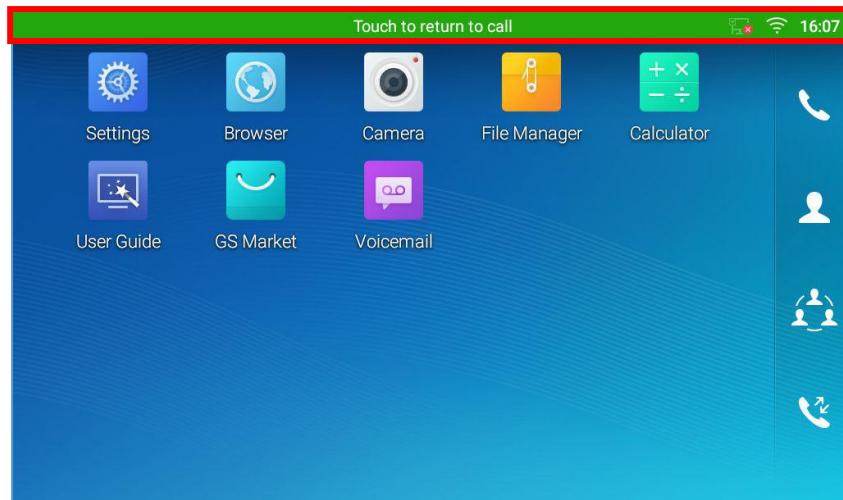 Touch to return to call 16:07
Settings Browser Camera File Manager Calculator
User Guide GS Market Voicemail